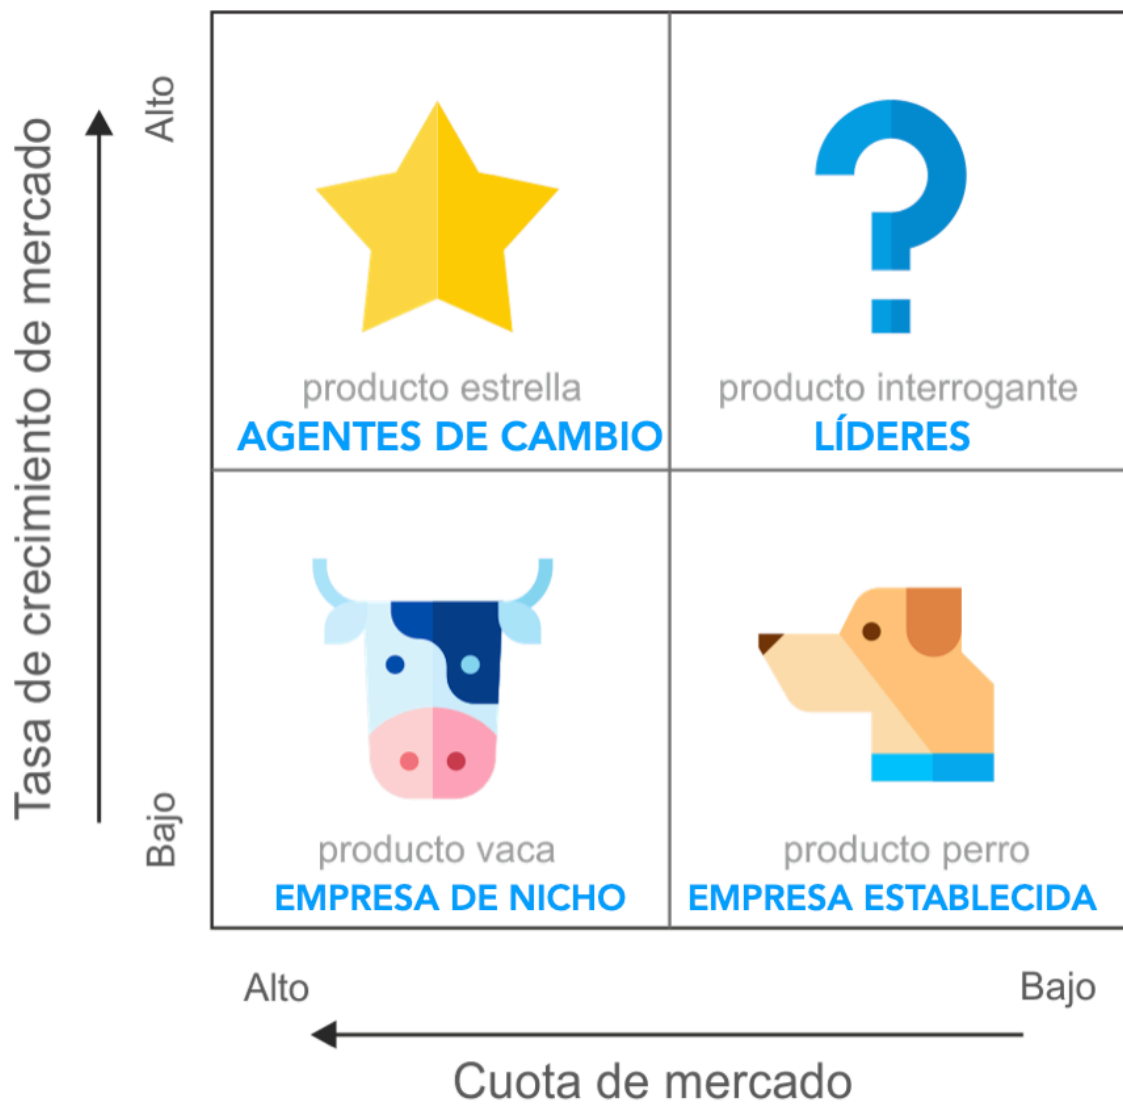 Tasa de crecimiento de mercado
Alto
producto estrella
AGENTES DE CAMBIO
producto interrogante
LÍDERES
Bajo
producto vaca
EMPRESA DE NICHO
producto perro
EMPRESA ESTABLECIDA
Alto
Bajo
Cuota de mercado